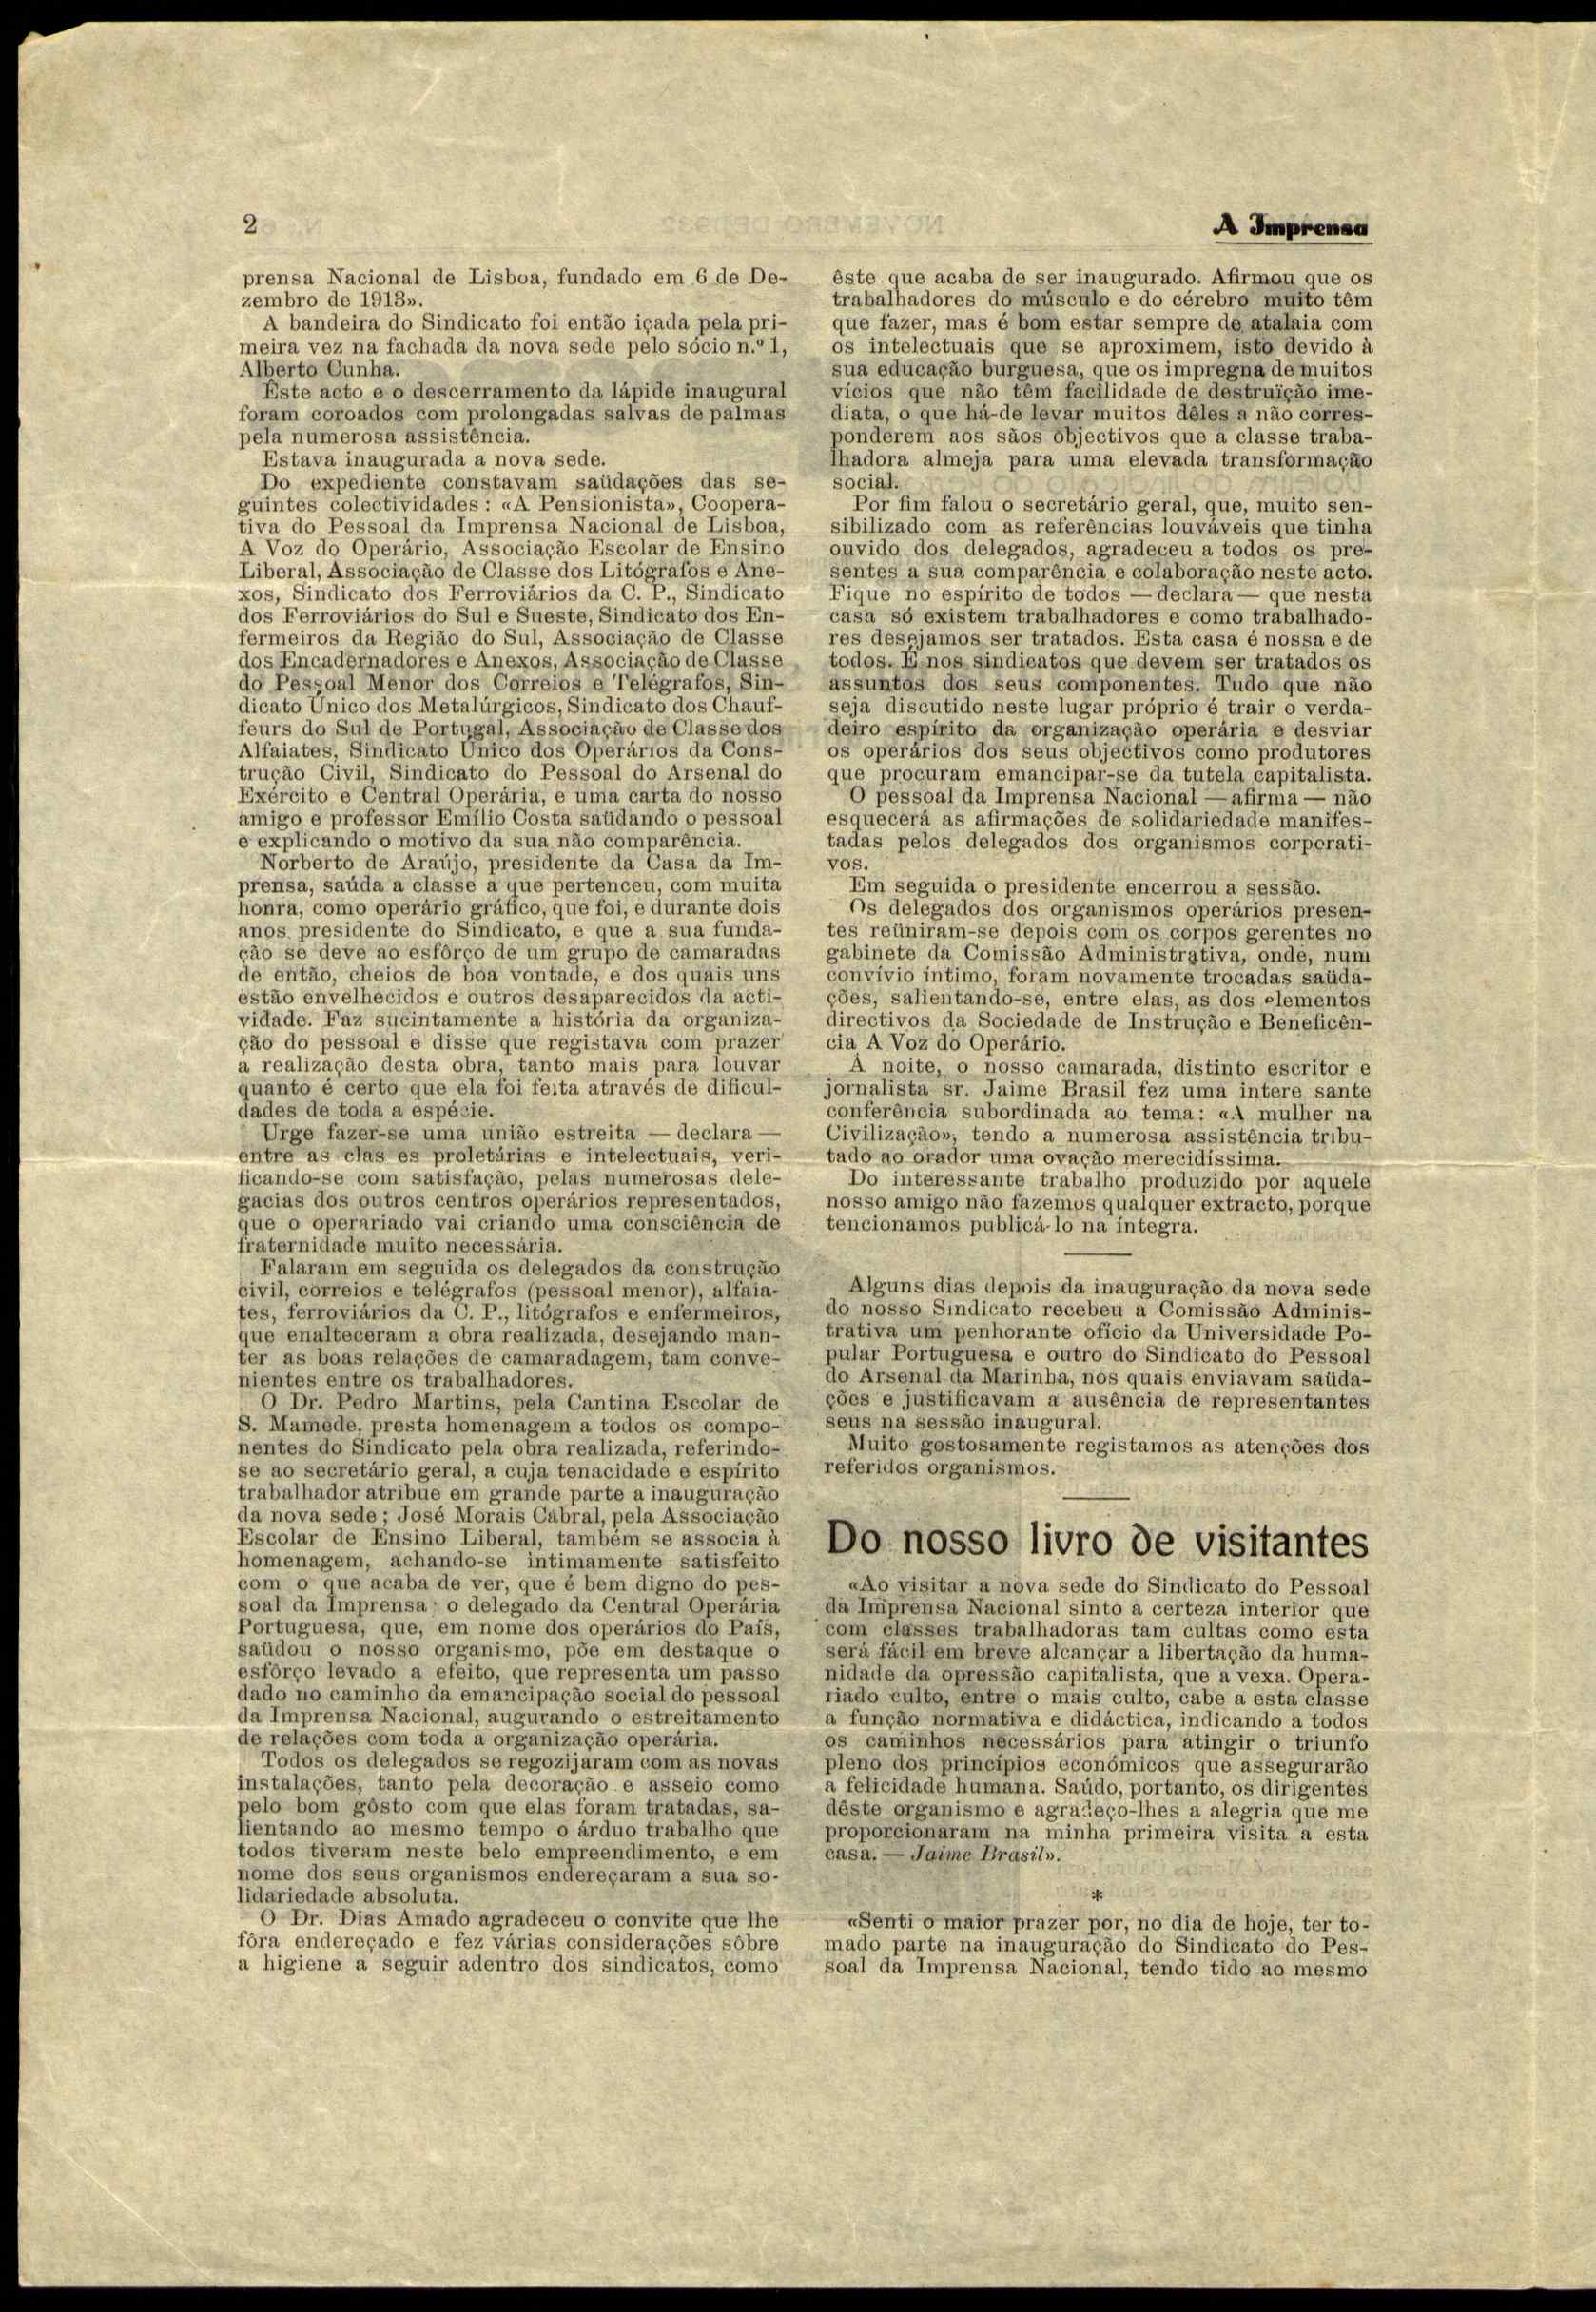 2
A Imprensa
prensa Nacional de Lisboa, fundado em 6 de De-
zembro de 1913».
A bandeira do Sindicato foi então içada pela pri-
meira vez na fachada da nova sede pelo sócio n.º 1,
Alberto Cunha.
Êste acto e o descerramento da lápide inaugural
foram coroados com prolongadas salvas de palmas
pela numerosa assistência.
Estava inaugurada a nova sede.
Do expediente constavam saüdações das se-
guintes colectividades: «A Pensionista», Coopera-
tiva do Pessoal da Imprensa Nacional de Lisboa,
A Voz do Operário, Associação Escolar de Ensino
Liberal, Associação de Classe dos Litógrafos e Ane-
xos, Sindicato dos Ferroviários da C. P., Sindicato
dos Ferroviários do Sul e Sueste, Sindicato dos En-
fermeiros da Região do Sul, Associação de Classe
dos Encadernadores e Anexos, Associação de Classe
do Pessoal Menor dos Correios e Telégrafos, Sin-
dicato Único dos Metalúrgicos, Sindicato dos Chauf-
feurs do Sul de Portugal, Associação de Classe dos
Alfaiates, Sindicato Único dos Operários da Cons-
trução Civil, Sindicato do Pessoal do Arsenal do
Exército e Central Operária, e uma carta do nosso
amigo e professor Emílio Costa saüdando o pessoal
e explicando o motivo da sua não comparência.
Norberto de Araújo, presidente da Casa da Im-
prensa, saúda a classe a que pertenceu, com muita
honra, como operário gráfico, que foi, e durante dois
anos presidente do Sindicato, e que a sua funda-
ção se deve ao esfôrço de um grupo de camaradas
de então, cheios de boa vontade, e dos quais uns
estão envelhecidos e outros desaparecidos da acti-
vidade. Faz sucintamente a história da organiza-
ção do pessoal e disse que registava com prazer
a realização desta obra, tanto mais para louvar
quanto é certo que ela foi feita através de dificul-
dades de toda a espécie.
Urge fazer-se uma união estreita — declara —
entre as clas es proletárias e intelectuais, veri-
ficando-se com satisfação, pelas numerosas dele-
gacias dos outros centros operários representados,
que o operariado vai criando uma consciência de
fraternidade muito necessária.
Falaram em seguida os delegados da construção
civil, correios e telégrafos (pessoal menor), alfaia-
tes, ferroviários da C. P., litógrafos e enfermeiros,
que enalteceram a obra realizada, desejando man-
ter as boas relações de camaradagem, tam conve-
nientes entre os trabalhadores.
O Dr. Pedro Martins, pela Cantina Escolar de
S. Mamede, presta homenagem a todos os compo-
nentes do Sindicato pela obra realizada, referindo-
se ao secretário geral, a cuja tenacidade e espírito
trabalhador atribue em grande parte a inauguração
da nova sede; José Morais Cabral, pela Associação
Escolar de Ensino Liberal, também se associa à
homenagem, achando-se intimamente satisfeito
com o que acaba de ver, que é bem digno do pes-
soal da Imprensa; o delegado da Central Operária
Portuguesa, que, em nome dos operários do País,
saüdou o nosso organismo, põe em destaque o
esfôrço levado a efeito, que representa um passo
dado no caminho da emancipação social do pessoal
da Imprensa Nacional, augurando o estreitamento
de relações com toda a organização operária.
Todos os delegados se regozijaram com as novas
instalações, tanto pela decoração e asseio como
pelo bom gôsto com que elas foram tratadas, sa-
lientando ao mesmo tempo o árduo trabalho que
todos tiveram neste belo empreendimento, e em
nome dos seus organismos endereçaram a sua so-
lidariedade absoluta.
O Dr. Dias Amado agradeceu o convite que lhe
fôra endereçado e fez várias considerações sôbre
a higiene a seguir adentro dos sindicatos, como
êste que acaba de ser inaugurado. Afirmou que os
trabalhadores do músculo e do cérebro muito têm
que fazer, mas é bom estar sempre de atalaia com
os intelectuais que se aproximem, isto devido à
sua educação burguesa, que os impregna de muitos
vícios que não têm facilidade de destruïção ime-
diata, o que há-de levar muitos dêles a não corres-
ponderem aos sãos objectivos que a classe traba-
lhadora almeja para uma elevada transformação
social.
Por fim falou o secretário geral, que, muito sen-
sibilizado com as referências louváveis que tinha
ouvido dos delegados, agradeceu a todos os pre-
sentes a sua comparência e colaboração neste acto.
Fique no espírito de todos — declara — que nesta
casa só existem trabalhadores e como trabalhado-
res desejamos ser tratados. Esta casa é nossa e de
todos. É nos sindicatos que devem ser tratados os
assuntos dos seus componentes. Tudo que não
seja discutido neste lugar próprio é trair o verda-
deiro espírito da organização operária e desviar
os operários dos seus objectivos como produtores
que procuram emancipar-se da tutela capitalista.
O pessoal da Imprensa Nacional — afirma — não
esquecerá as afirmações de solidariedade manifes-
tadas pelos delegados dos organismos corporati-
vos.
Em seguida o presidente encerrou a sessão.
Os delegados dos organismos operários presen-
tes reüniram-se depois com os corpos gerentes no
gabinete da Comissão Administrativa, onde, num
convívio íntimo, foram novamente trocadas saüda-
ções, salientando-se, entre elas, as dos elementos
directivos da Sociedade de Instrução e Beneficên-
cia A Voz do Operário.
À noite, o nosso camarada, distinto escritor e
jornalista sr. Jaime Brasil fez uma intere sante
conferência subordinada ao tema: «A mulher na
Civilização», tendo a numerosa assistência tribu-
tado ao orador uma ovação merecidíssima.
Do interessante trabalho produzido por aquele
nosso amigo não fazemos qualquer extracto, porque
tencionamos publicá-lo na íntegra.
Alguns dias depois da inauguração da nova sede
do nosso Sindicato recebeu a Comissão Adminis-
trativa um penhorante ofício da Universidade Po-
pular Portuguesa e outro do Sindicato do Pessoal
do Arsenal da Marinha, nos quais enviavam saüda-
ções e justificavam a ausência de representantes
seus na sessão inaugural.
Muito gostosamente registamos as atenções dos
referidos organismos.
Do nosso livro de visitantes
«Ao visitar a nova sede do Sindicato do Pessoal
da Imprensa Nacional sinto a certeza interior que
com classes trabalhadoras tam cultas como esta
será fácil em breve alcançar a libertação da huma-
nidade da opressão capitalista, que a vexa. Opera-
riado culto, entre o mais culto, cabe a esta classe
a função normativa e didáctica, indicando a todos
os caminhos necessários para atingir o triunfo
pleno dos princípios económicos que assegurarão
a felicidade humana. Saúdo, portanto, os dirigentes
dêste organismo e agradeço-lhes a alegria que me
proporcionaram na minha primeira visita a esta
casa. — Jaime Brasil».
*
«Senti o maior prazer por, no dia de hoje, ter to-
mado parte na inauguração do Sindicato do Pes-
soal da Imprensa Nacional, tendo tido ao mesmo